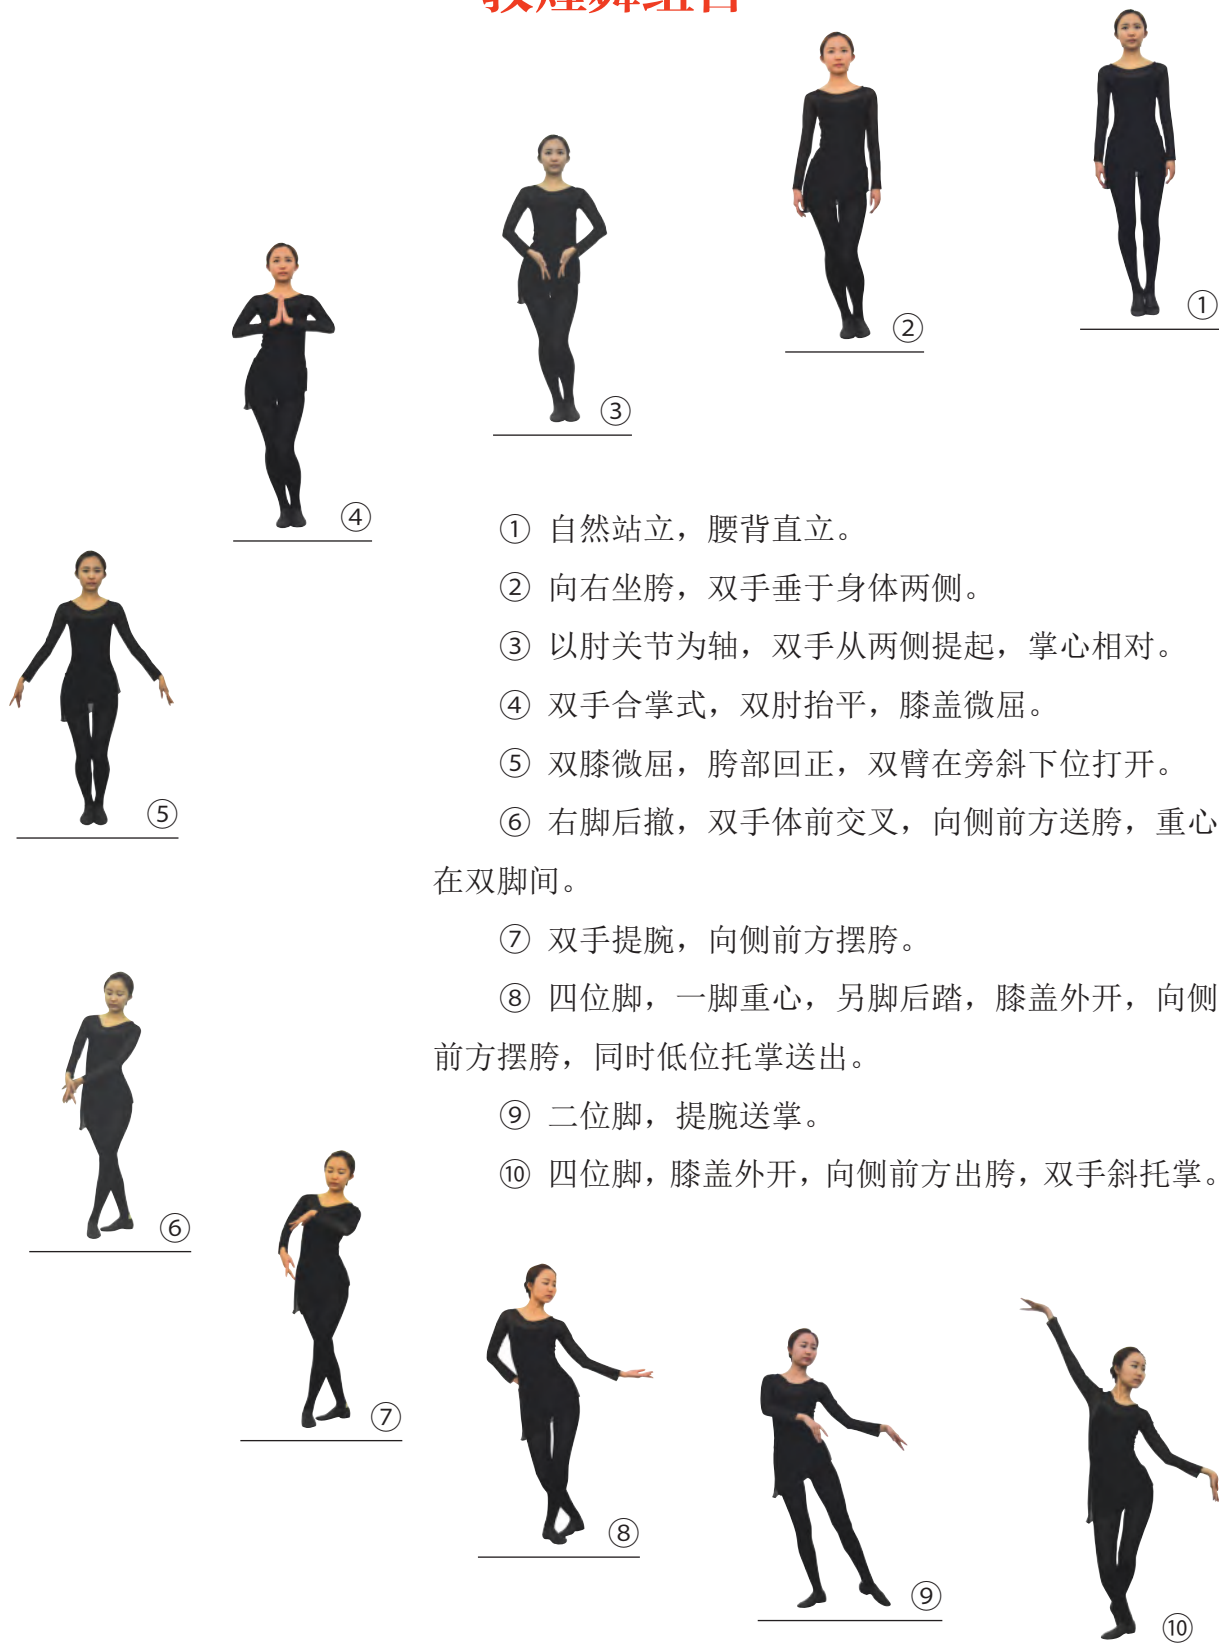 敦煌舞组合
①
②
③
④
① 自然站立，腰背直立。
② 向右坐胯，双手垂于身体两侧。
③ 以肘关节为轴，双手从两侧提起，掌心相对。
④ 双手合掌式，双肘抬平，膝盖微屈。
⑤ 双膝微屈，胯部回正，双臂在旁斜下位打开。
⑥ 右脚后撤，双手体前交叉，向侧前方送胯，重心
在双脚间。
⑦ 双手提腕，向侧前方摆胯。
⑧ 四位脚，一脚重心，另脚后踏，膝盖外开，向侧
前方摆胯，同时低位托掌送出。
⑨ 二位脚，提腕送掌。
⑩ 四位脚，膝盖外开，向侧前方出胯，双手斜托掌。
⑤
⑥
⑦
⑧
⑨
⑩